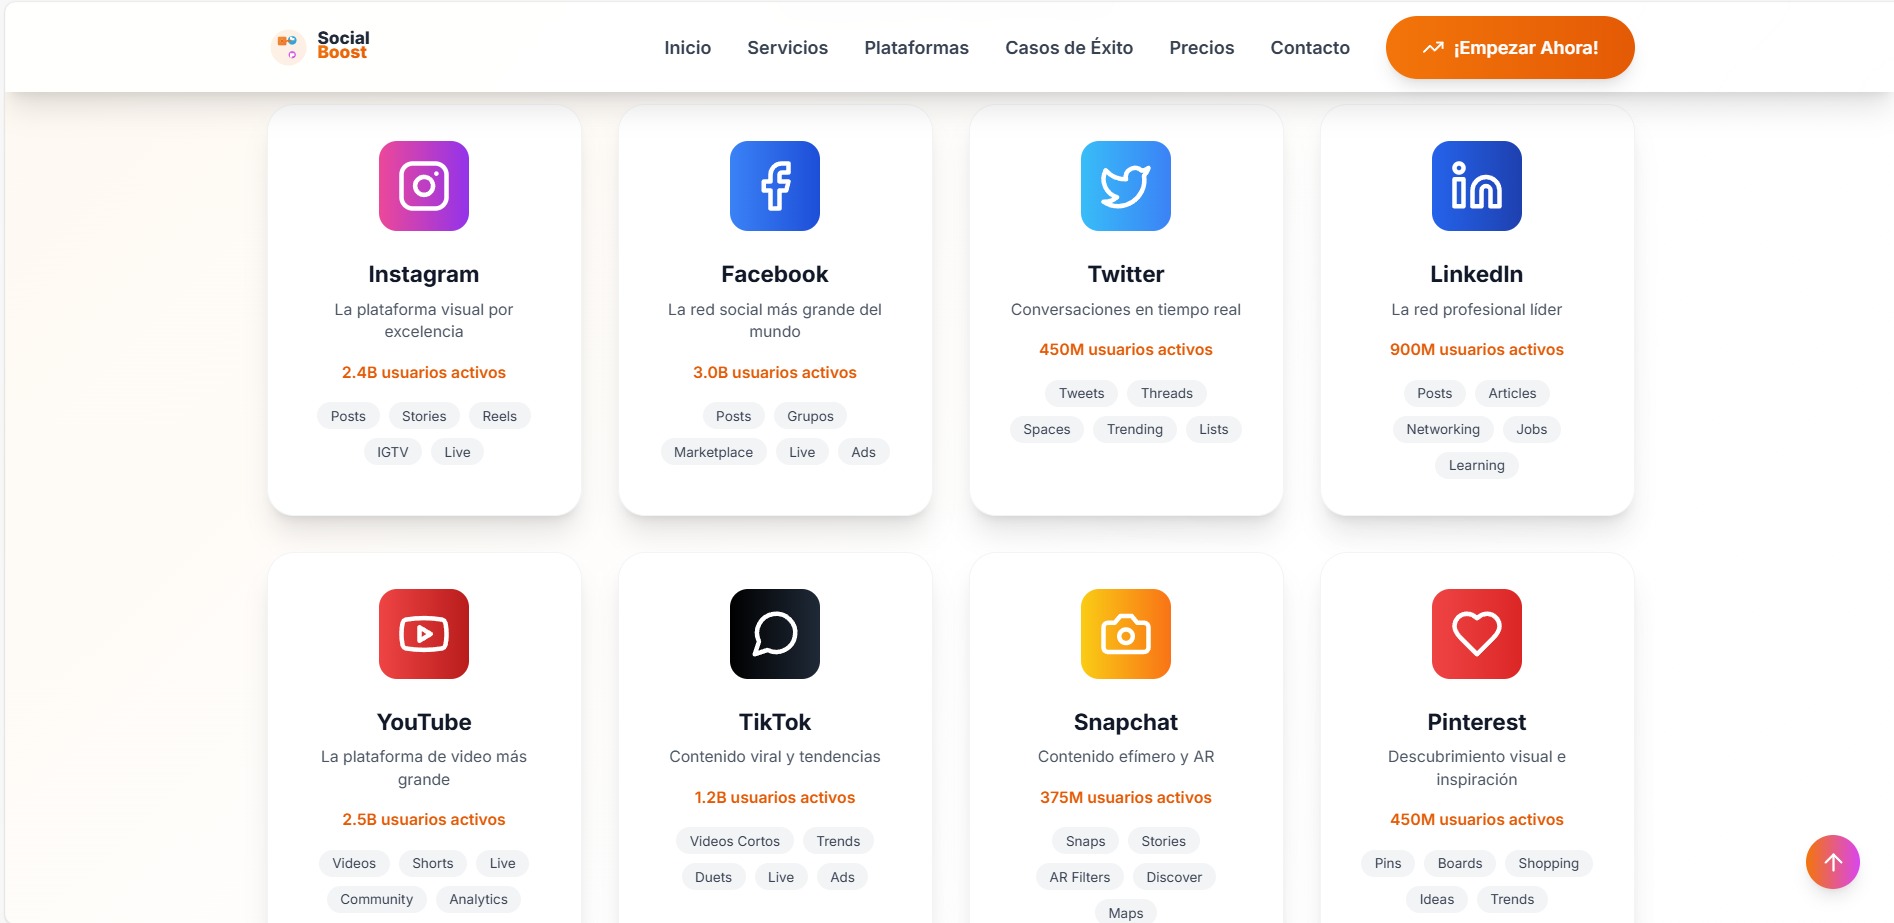 Social
Boost
Inicio
Servicios
Plataformas
Casos de Éxito
Precios
Contacto
¡Empezar Ahora!
Instagram
La plataforma visual por
excelencia
2.4B usuarios activos
Posts
Stories
Reels
IGTV
Live
Facebook
La red social más grande del
mundo
3.0B usuarios activos
Posts
Grupos
Marketplace
Live
Ads
Twitter
Conversaciones en tiempo real
450M usuarios activos
Tweets
Threads
Spaces
Trending
Lists
LinkedIn
La red profesional líder
900M usuarios activos
Posts
Articles
Networking
Jobs
Learning
YouTube
La plataforma de video más
grande
2.5B usuarios activos
Videos
Shorts
Live
Community
Analytics
TikTok
Contenido viral y tendencias
1.2B usuarios activos
Videos Cortos
Trends
Duets
Live
Ads
Snapchat
Contenido efímero y AR
375M usuarios activos
Snaps
Stories
AR Filters
Discover
Maps
Pinterest
Descubrimiento visual e
inspiración
450M usuarios activos
Pins
Boards
Shopping
Ideas
Trends